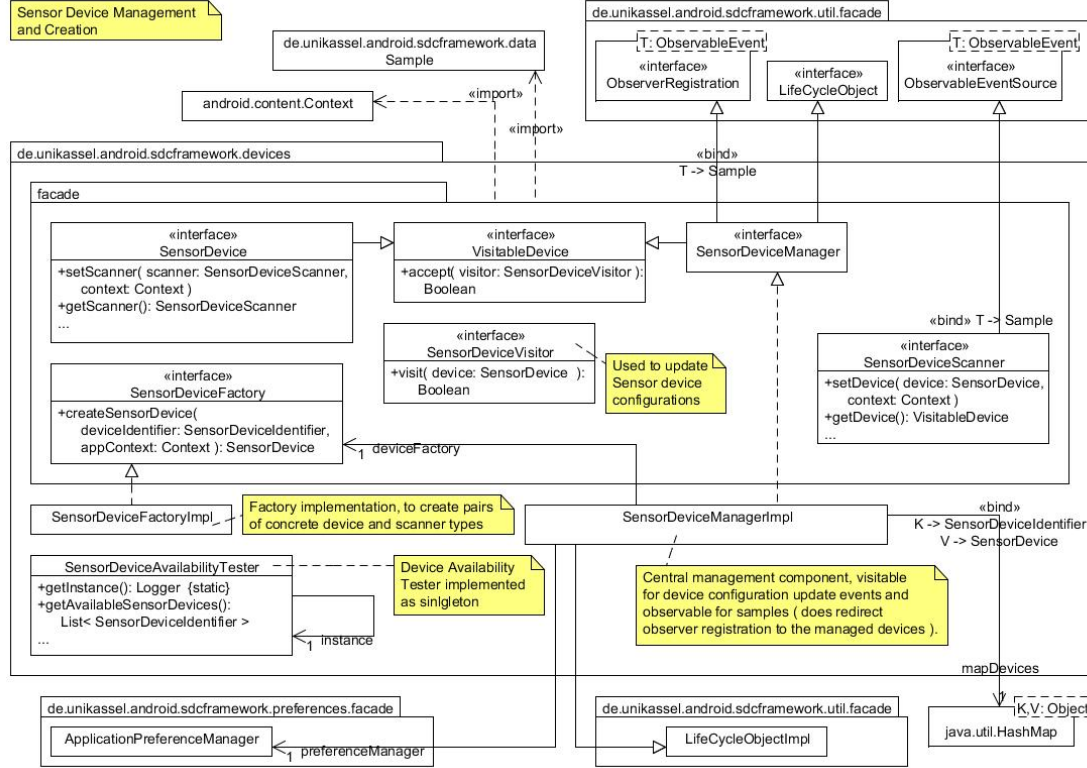 Sensor Device Management
and Creation
de.unikassel.android.sdcframework.data
Sample
android.content.Context
«import»
«import»
de.unikassel.android.sdcframework.util.facade
T: ObservableEvent
«interface»
ObserverRegistration
«interface»
LifeCycleObject
T: ObservableEvent
«interface»
ObservableEventSource
de.unikassel.android.sdcframework.devices
«bind»
T -> Sample
facade
«interface»
SensorDevice
+setScanner( scanner: SensorDeviceScanner,
context: Context )
+getScanner(): SensorDeviceScanner
...
«interface»
VisitableDevice
+accept( visitor: SensorDeviceVisitor ):
Boolean
«interface»
SensorDeviceManager
«bind» T -> Sample
«interface»
SensorDeviceVisitor
+visit( device: SensorDevice ):
Boolean
Used to update
Sensor device
configurations
«interface»
SensorDeviceScanner
+setDevice( device: SensorDevice,
context: Context )
+getDevice(): VisitableDevice
...
«interface»
SensorDeviceFactory
+createSensorDevice(
deviceIdentifier: SensorDeviceIdentifier,
appContext: Context ): SensorDevice
1 deviceFactory
SensorDeviceFactoryImpl
Factory implementation, to create pairs
of concrete device and scanner types
SensorDeviceManagerImpl
«bind»
K -> SensorDeviceIdentifier
V -> SensorDevice
SensorDeviceAvailabilityTester
+getInstance(): Logger {static}
+getAvailableSensorDevices():
List< SensorDeviceIdentifier >
...
1 instance
Device Availability
Tester implemented
as sinlgleton
Central management component, visitable
for device configuration update events and
observable for samples ( does redirect
observer registration to the managed devices ).
mapDevices
1
de.unikassel.android.sdcframework.preferences.facade
ApplicationPreferenceManager
1 preferenceManager
de.unikassel.android.sdcframework.util.facade
LifeCycleObjectImpl
K,V: Object
java.util.HashMap